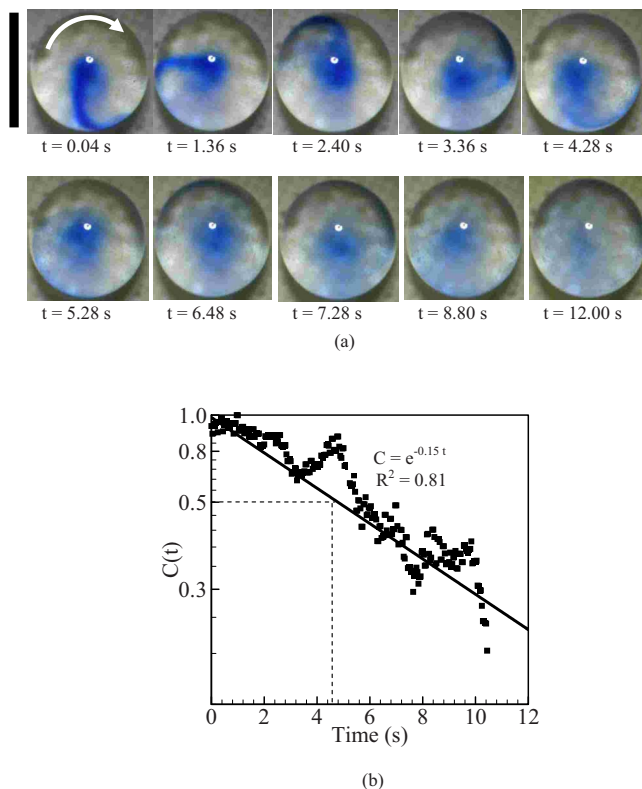 t = 0.04 s t = 1.36 s t = 2.40 s t = 3.36 s t = 4.28 s
t = 5.28 s t = 6.48 s t = 7.28 s t = 8.80 s t = 12.00 s
(a)
1.0
0.8
C = e^-0.15 t
R² = 0.81
0.5
C(t)
0.3
0 2 4 6 8 10 12
Time (s)
(b)